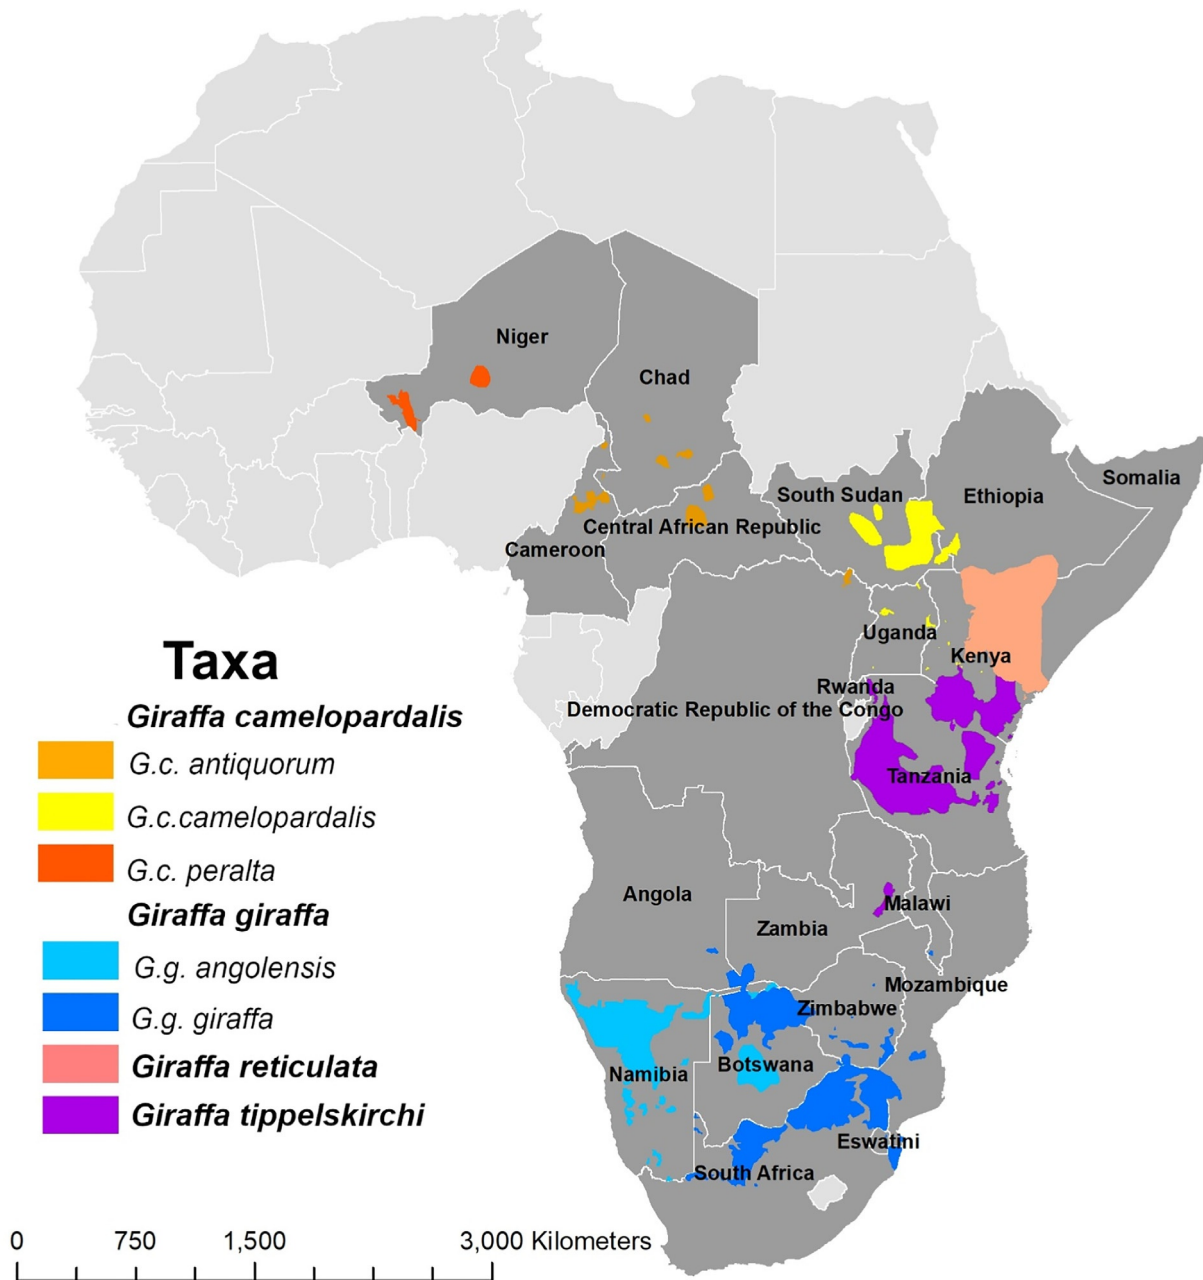 Niger
Chad
Somalia
South Sudan
Ethiopia
Central African Republic
Cameroon
Uganda
Kenya
Rwanda
Democratic Republic of the Congo
Tanzania
Angola
Malawi
Zambia
Mozambique
Zimbabwe
Botswana
Namibia
Eswatini
South Africa
Taxa
Giraffa camelopardalis
G.c. antiquorum
G.c.camelopardalis
G.c. peralta
Giraffa giraffa
G.g. angolensis
G.g. giraffa
Giraffa reticulata
Giraffa tippelskirchi
0 750 1,500 3,000 Kilometers